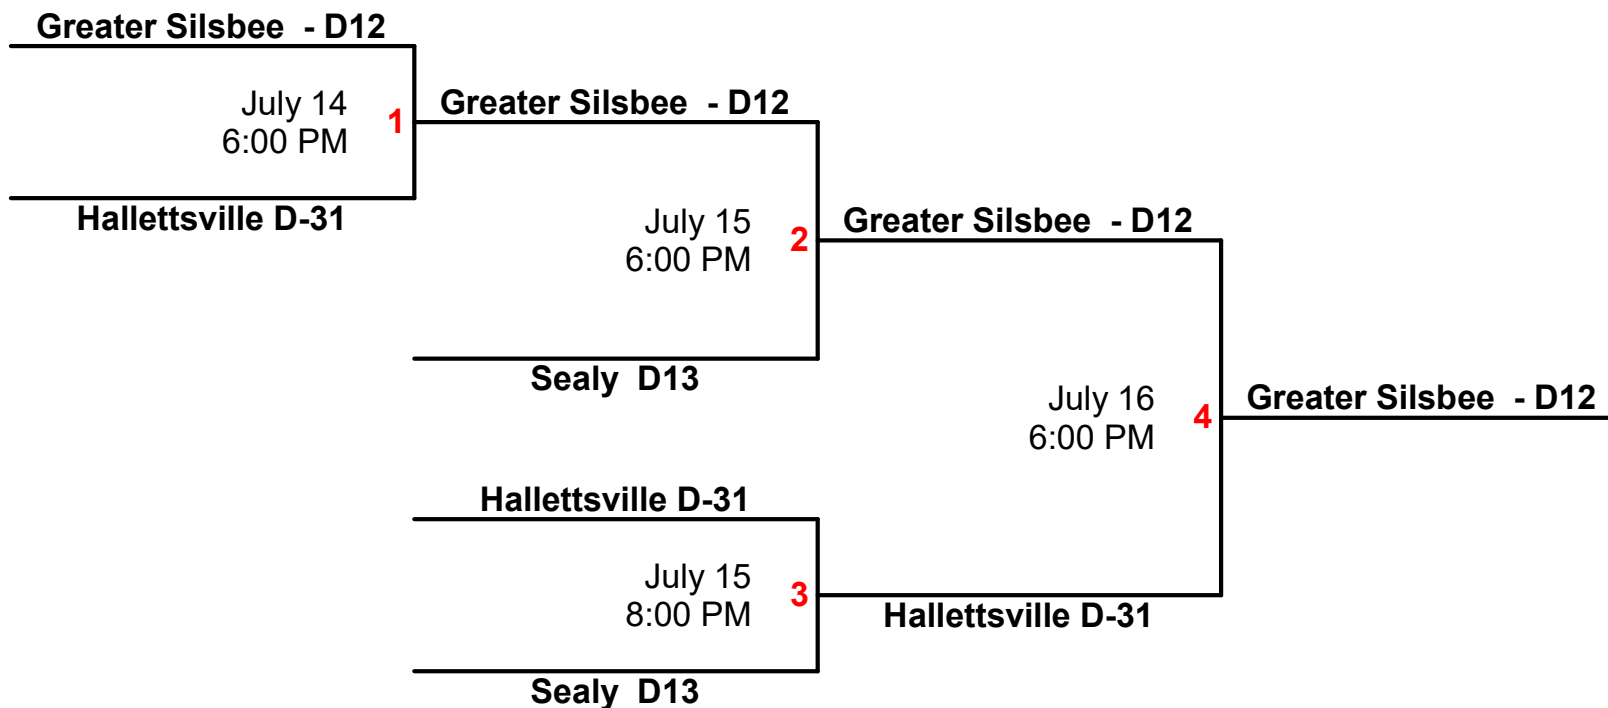 Greater Silsbee  - D12
July 14
6:00 PM
1
Hallettsville D-31
Greater Silsbee  - D12
July 15
6:00 PM
2
Sealy  D13
Greater Silsbee  - D12
Hallettsville D-31
July 15
8:00 PM
3
Sealy  D13
Hallettsville D-31
July 16
6:00 PM
4
Greater Silsbee  - D12